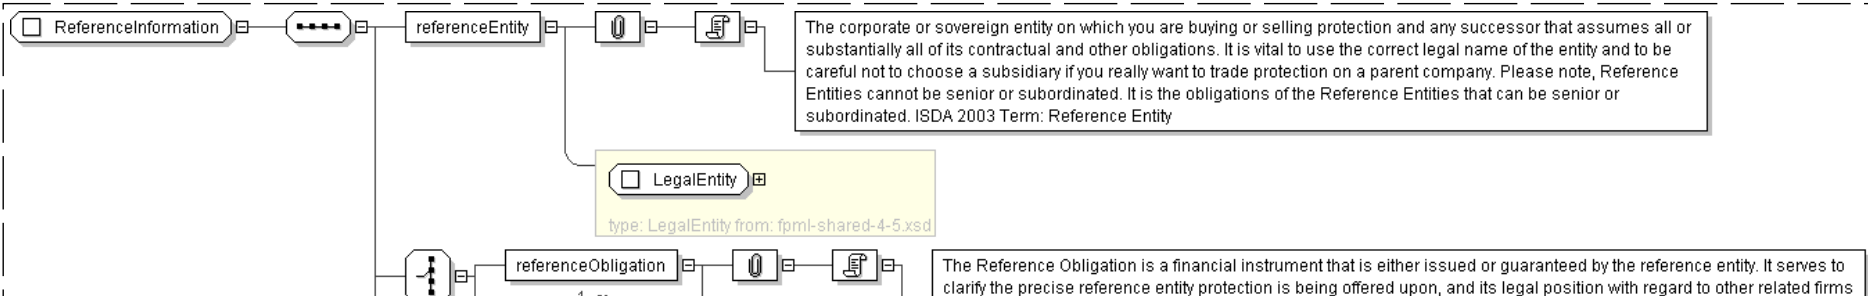 ReferenceInformation
referenceEntity
The corporate or sovereign entity on which you are buying or selling protection and any successor that assumes all or
substantially all of its contractual and other obligations. It is vital to use the correct legal name of the entity and to be
careful not to choose a subsidiary if you really want to trade protection on a parent company. Please note, Reference
Entities cannot be senior or subordinated. It is the obligations of the Reference Entities that can be senior or
subordinated. ISDA 2003 Term: Reference Entity
LegalEntity
type: LegalEntity from: fpml-shared-4-5.xsd
referenceObligation
The Reference Obligation is a financial instrument that is either issued or guaranteed by the reference entity. It serves to
clarify the precise reference entity protection is being offered upon, and its legal position with regard to other related firms